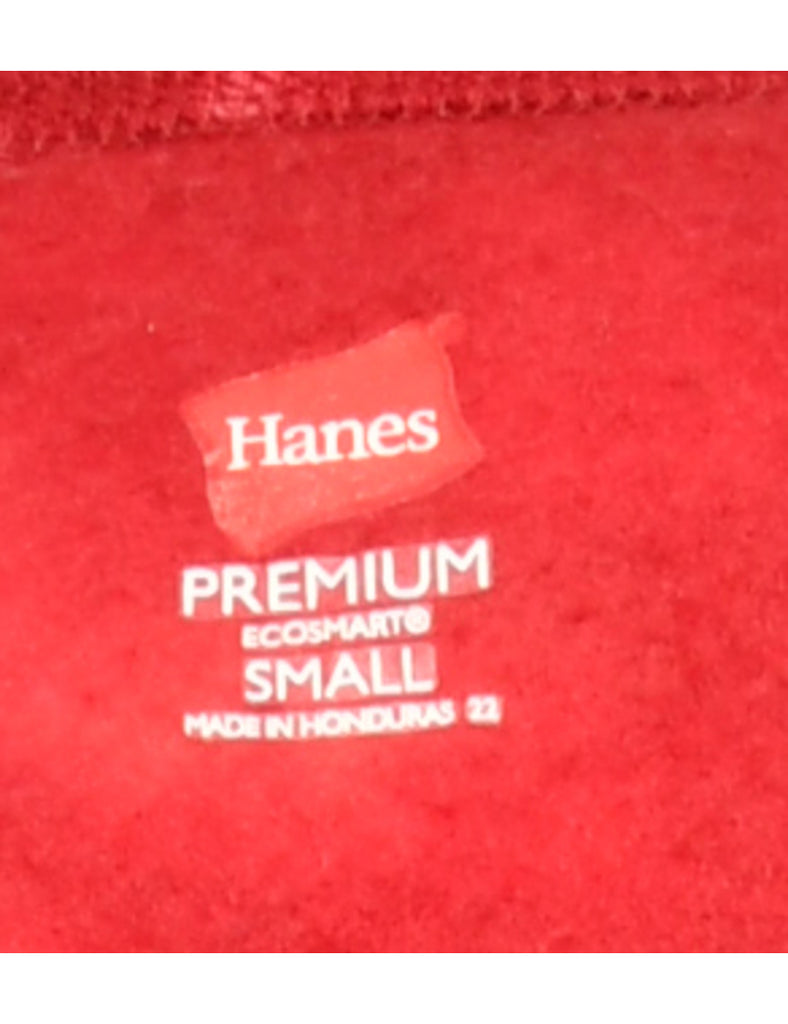 Hanes
PREMIUM
ECOSMART®
SMALL
MADE IN HONDURAS 22